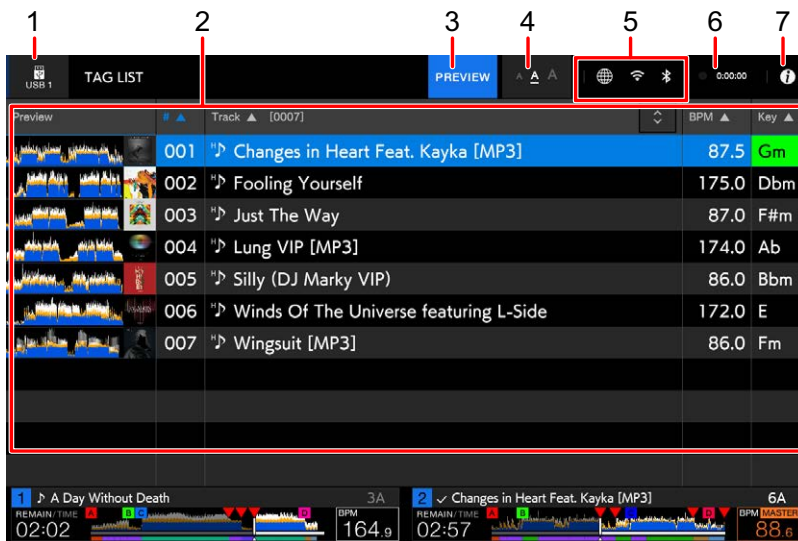 1 2 3 4 5 6 7
USB 1 TAG LIST PREVIEW A A A 0:00:00 i
Preview # ▲ Track ▲ [0007] BPM ▲ Key ▲
001 Changes in Heart Feat. Kayka [MP3] 87.5 Gm
002 Fooling Yourself 175.0 Dbm
003 Just The Way 87.0 F#m
004 Lung VIP [MP3] 174.0 Ab
005 Silly (DJ Marky VIP) 86.0 Bbm
006 Winds Of The Universe featuring L-Side 172.0 E
007 Wingsuit [MP3] 86.0 Fm
1 A Day Without Death 3A 2 Changes in Heart Feat. Kayka [MP3] 6A
REMAIN/TIME A B C D BPM REMAIN/TIME A B C D BPM MASTER
02:02 164.9 02:57 88.6